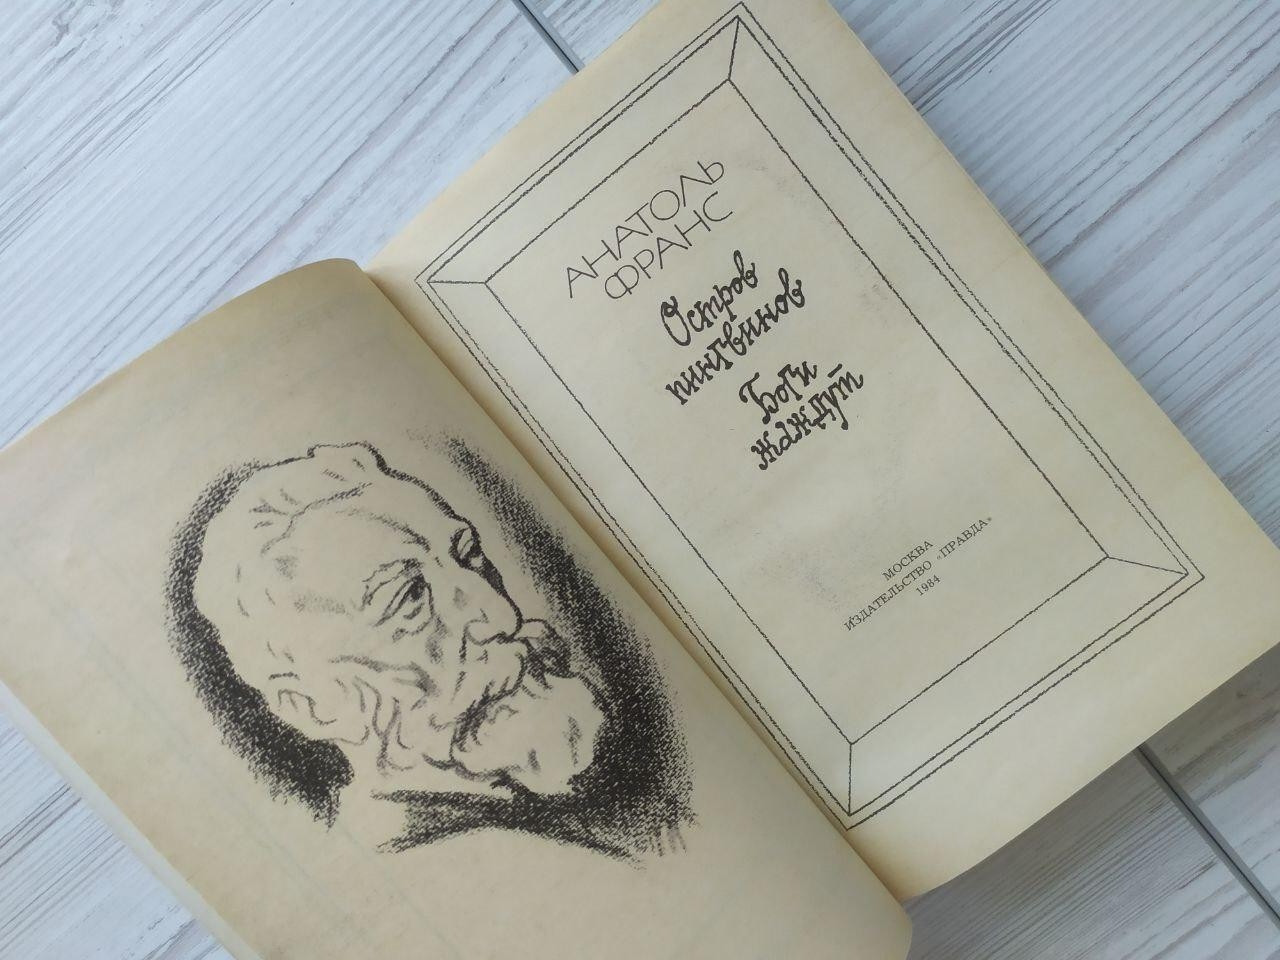 АНАТОЛЬ
ФРАНС
Остров
пингвинов
Боги
жаждут
МОСКВА
ИЗДАТЕЛЬСТВО «ПРАВДА»
1984